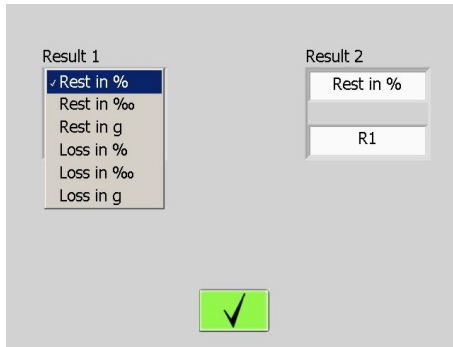 Result 1
Rest in %
Rest in ‰
Rest in g
Loss in %
Loss in ‰
Loss in g
Result 2
Rest in %
R1